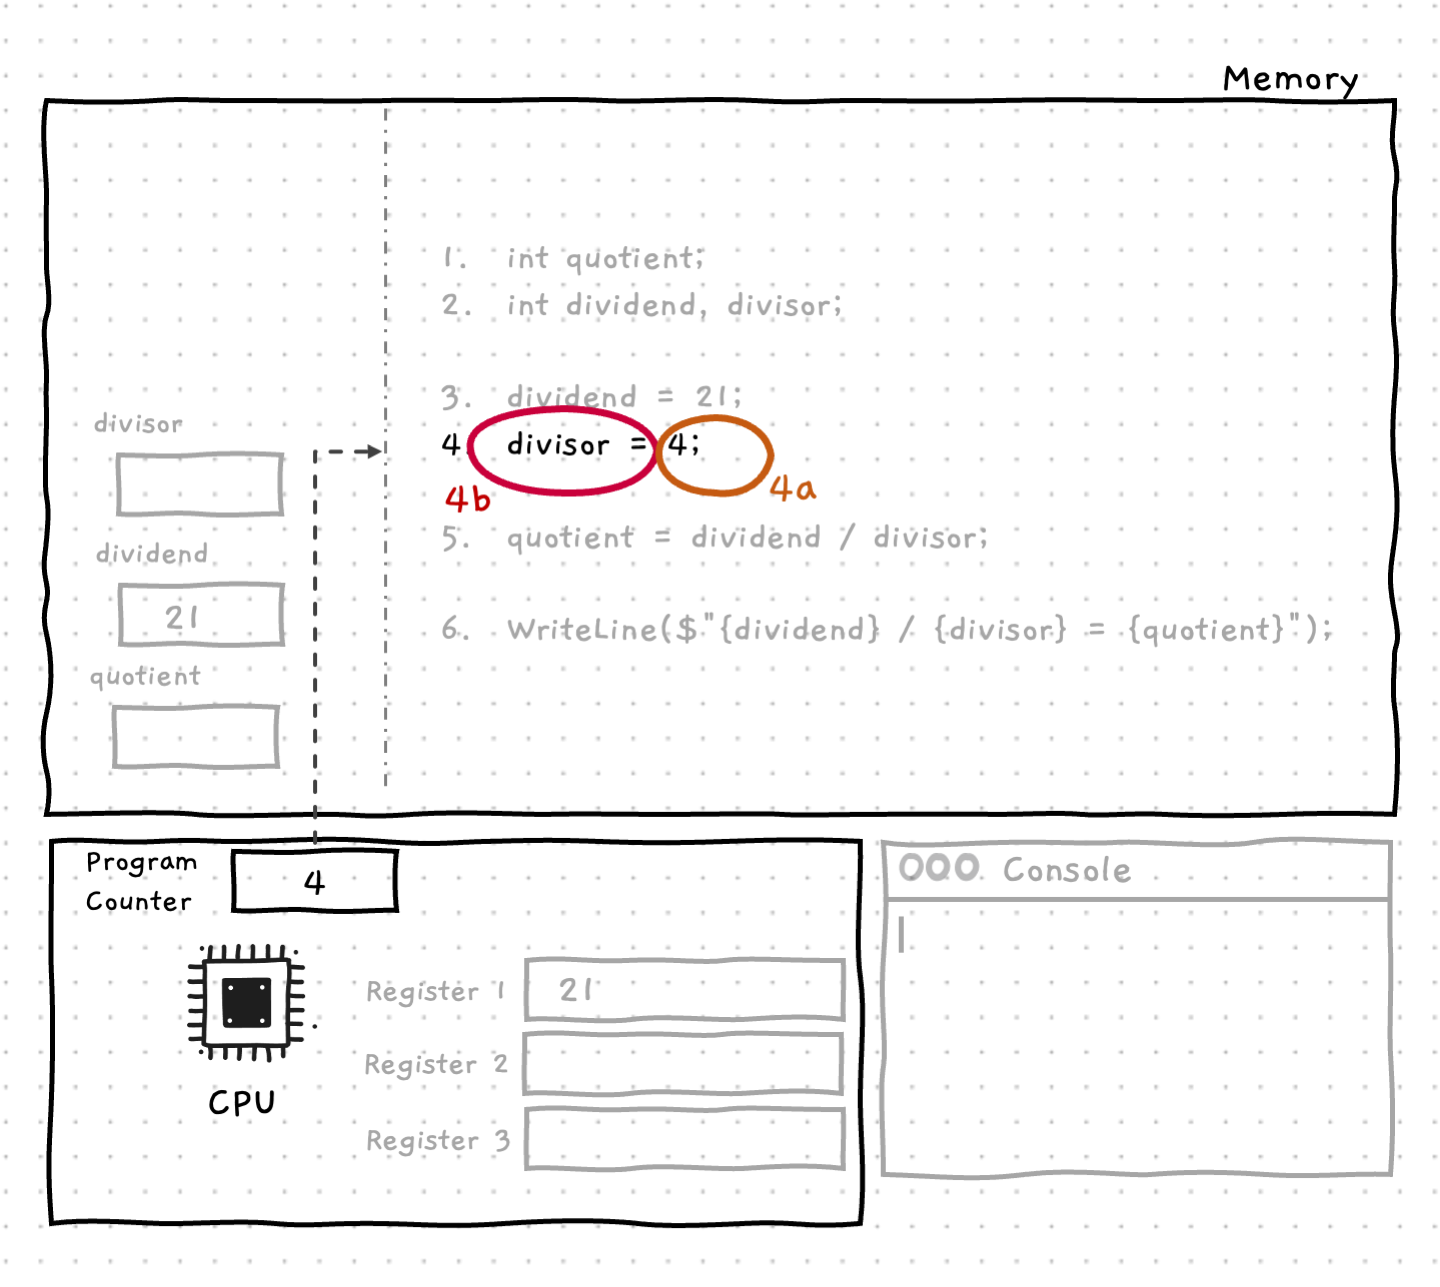 Memory
1. int quotient;
2. int dividend, divisor;
3. dividend = 21;
4 divisor = 4;
4b
4a
5. quotient = dividend / divisor;
6. WriteLine($"{dividend} / {divisor} = {quotient}");
divisor
dividend
21
quotient
Program
Counter
4
CPU
Register 1
21
Register 2
Register 3
Console